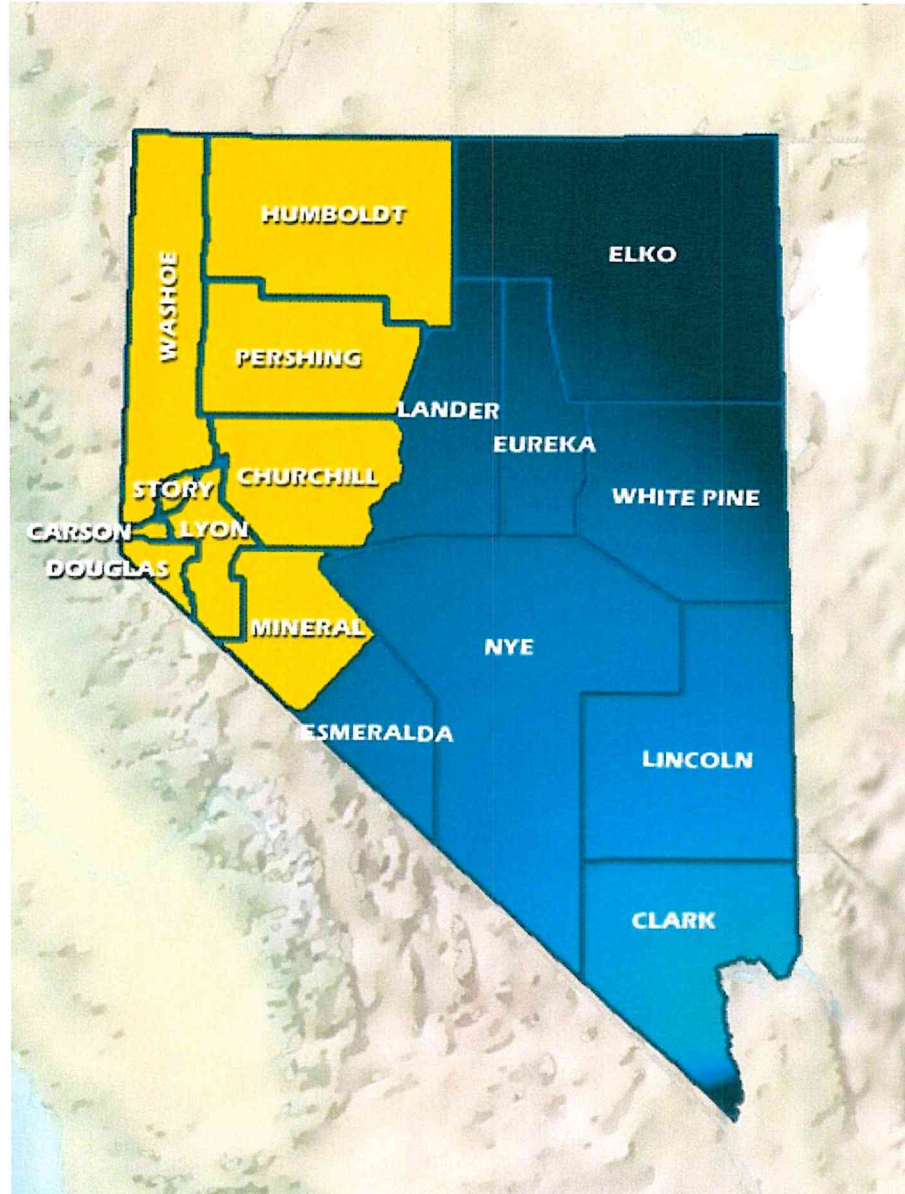 HUMBOLDT
ELKO
WASHOE
PERSHING
LANDER
EUREKA
CHURCHILL
STORY
WHITE PINE
CARSON
LYON
DOUGLAS
MINERAL
NYE
ESMERALDA
LINCOLN
CLARK